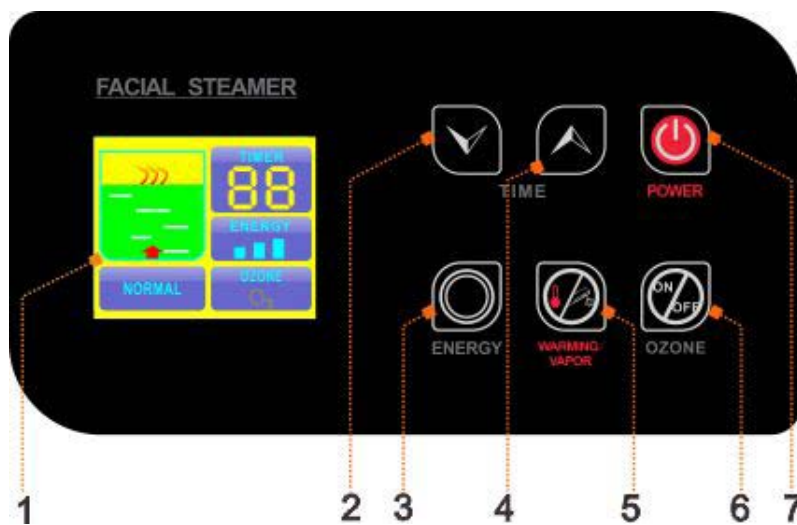 FACIAL STEAMER
TIMER
88
ENERGY
NORMAL
OZONE
O₃
TIME
POWER
ENERGY
WARMING/
VAPOR
ON
OFF
OZONE
1
2
3
4
5
6
7